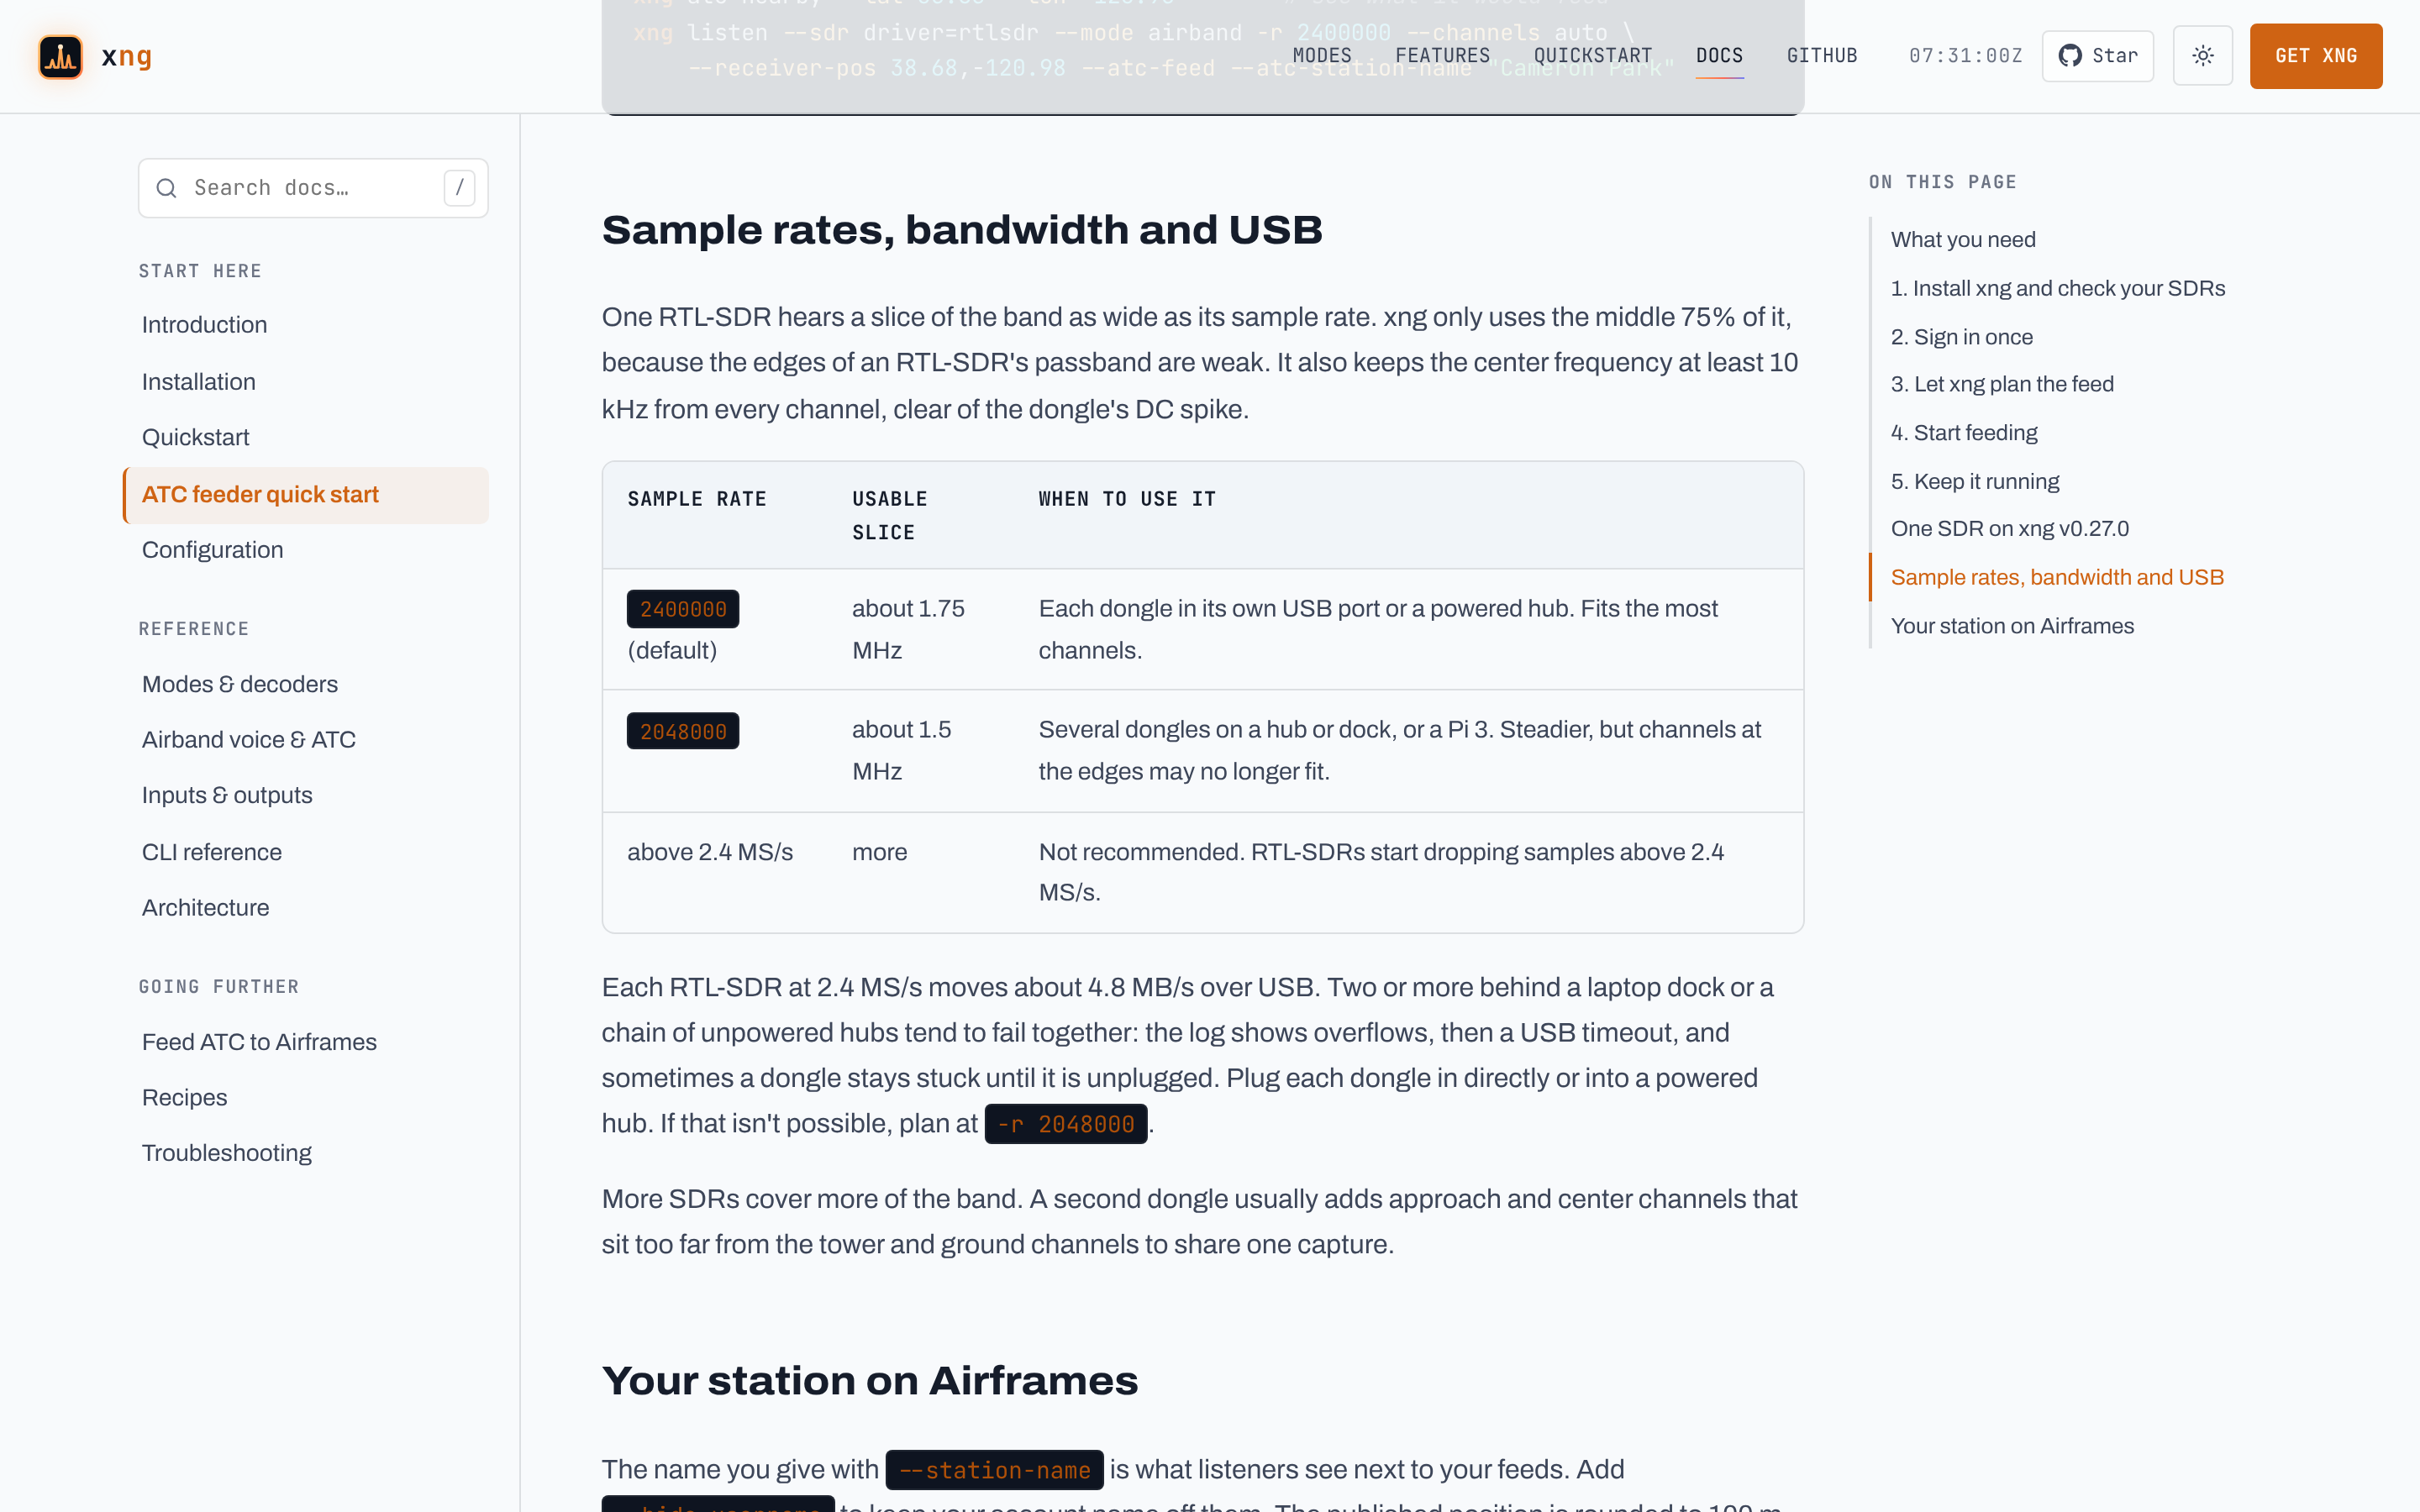 xng
xng listen --sdr driver=rtlsdr --mode airband -r 2400000 --channels auto \
--receiver-pos 38.68,-120.98 --atc-feed --atc-station-name "Cameron Park"
MODES FEATURES QUICKSTART DOCS GITHUB 07:31:00Z Star GET XNG
Search docs… /
START HERE
Introduction
Installation
Quickstart
ATC feeder quick start
Configuration
REFERENCE
Modes & decoders
Airband voice & ATC
Inputs & outputs
CLI reference
Architecture
GOING FURTHER
Feed ATC to Airframes
Recipes
Troubleshooting
Sample rates, bandwidth and USB
One RTL-SDR hears a slice of the band as wide as its sample rate. xng only uses the middle 75% of it,
because the edges of an RTL-SDR's passband are weak. It also keeps the center frequency at least 10
kHz from every channel, clear of the dongle's DC spike.
SAMPLE RATE USABLE SLICE WHEN TO USE IT
2400000 (default) about 1.75 MHz Each dongle in its own USB port or a powered hub. Fits the most channels.
2048000 about 1.5 MHz Several dongles on a hub or dock, or a Pi 3. Steadier, but channels at the edges may no longer fit.
above 2.4 MS/s more Not recommended. RTL-SDRs start dropping samples above 2.4 MS/s.
Each RTL-SDR at 2.4 MS/s moves about 4.8 MB/s over USB. Two or more behind a laptop dock or a
chain of unpowered hubs tend to fail together: the log shows overflows, then a USB timeout, and
sometimes a dongle stays stuck until it is unplugged. Plug each dongle in directly or into a powered
hub. If that isn't possible, plan at -r 2048000.
More SDRs cover more of the band. A second dongle usually adds approach and center channels that
sit too far from the tower and ground channels to share one capture.
Your station on Airframes
The name you give with --station-name is what listeners see next to your feeds. Add
ON THIS PAGE
What you need
1. Install xng and check your SDRs
2. Sign in once
3. Let xng plan the feed
4. Start feeding
5. Keep it running
One SDR on xng v0.27.0
Sample rates, bandwidth and USB
Your station on Airframes